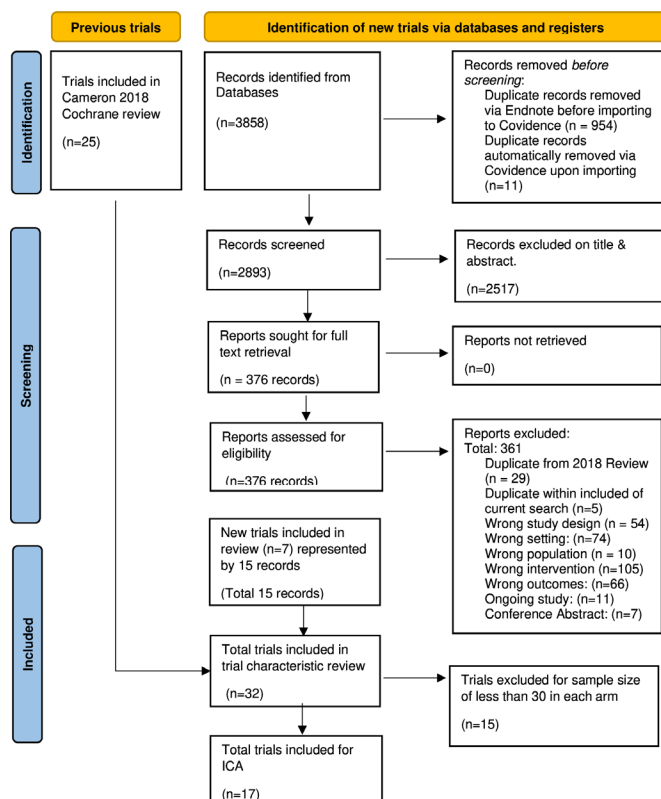 Previous trials
Identification of new trials via databases and registers
Identification
Trials included in
Cameron 2018
Cochrane review
(n=25)
Records identified from
Databases
(n=3858)
Records removed before
screening:
Duplicate records removed
via Endnote before importing
to Covidence (n = 954)
Duplicate records
automatically removed via
Covidence upon importing
(n=11)
Screening
Records screened
(n=2893)
Records excluded on title &
abstract.
(n=2517)
Reports sought for full
text retrieval
(n = 376 records)
Reports not retrieved
(n=0)
Reports assessed for
eligibility
(n=376 records)
Reports excluded:
Total: 361
Duplicate from 2018 Review
(n = 29)
Duplicate within included of
current search (n=5)
Wrong study design (n = 54)
Wrong setting: (n=74)
Wrong population (n = 10)
Wrong intervention (n=105)
Wrong outcomes: (n=66)
Ongoing study: (n=11)
Conference Abstract: (n=7)
Included
New trials included in
review (n=7) represented
by 15 records
(Total 15 records)
Total trials included in
trial characteristic review
(n=32)
Trials excluded for sample size
of less than 30 in each arm
(n=15)
Total trials included for
ICA
(n=17)